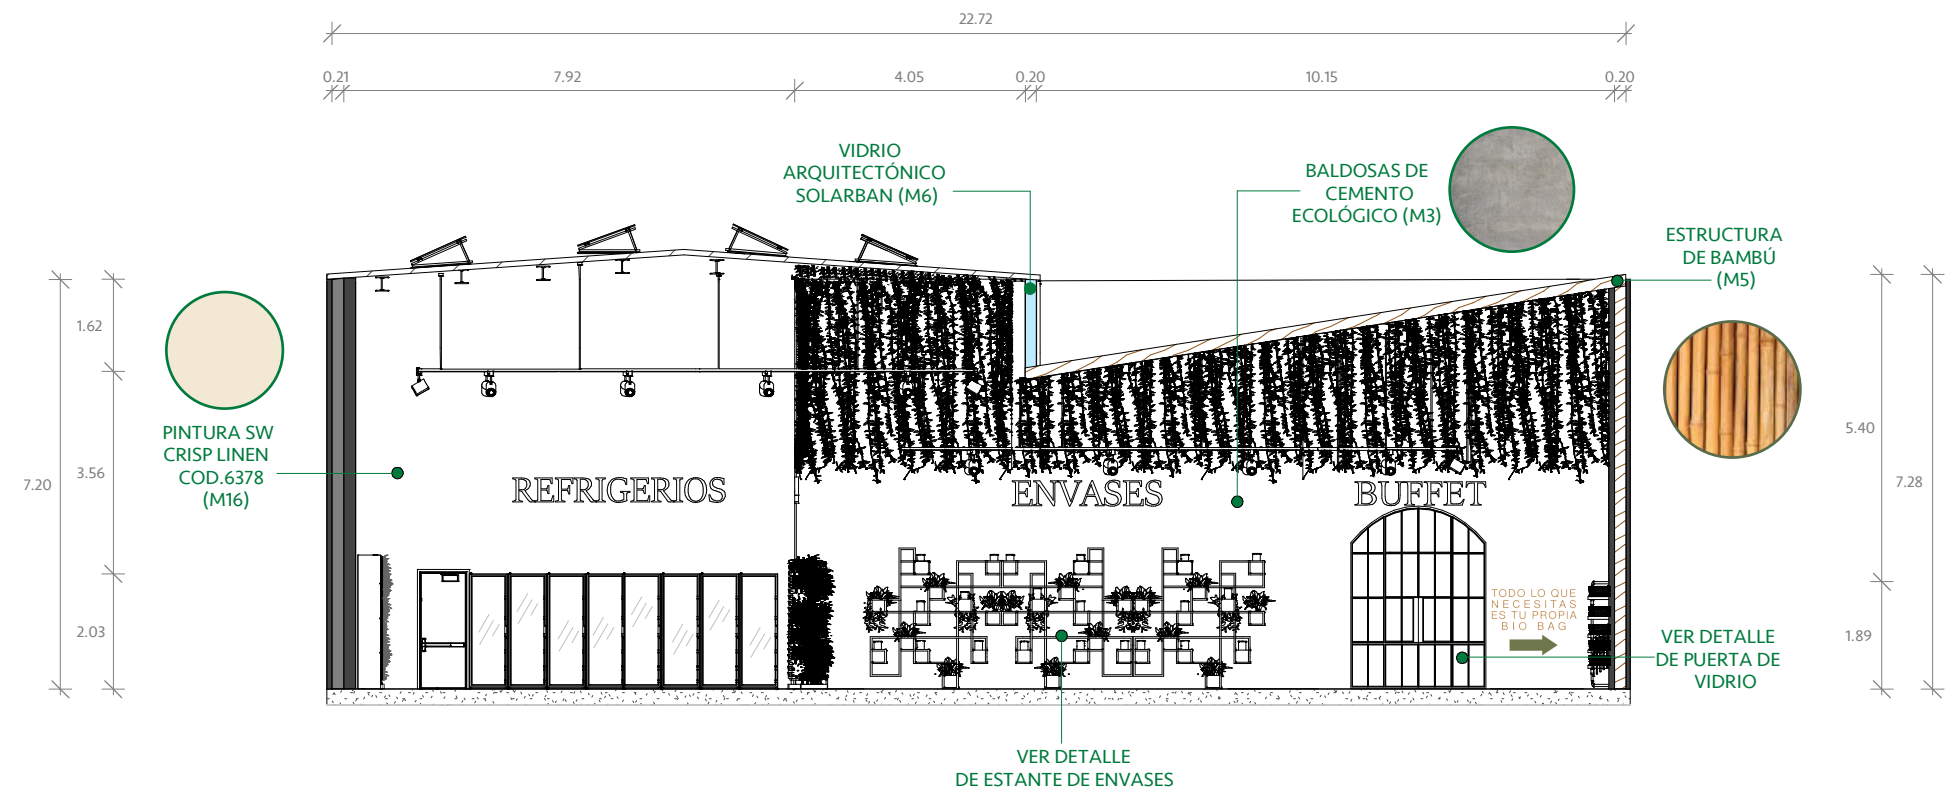 22.72
0.21
7.92
4.05
0.20
10.15
0.20
VIDRIO
ARQUITECTÓNICO
SOLARBAN (M6)
BALDOSAS DE
CEMENTO
ECOLÓGICO (M3)
ESTRUCTURA
DE BAMBÚ
(M5)
1.62
3.56
7.20
2.03
PINTURA SW
CRISP LINEN
COD.6378
(M16)
REFRIGERIOS
ENVASES
BUFFET
5.40
7.28
1.89
TODO LO QUE
NECESITAS
ES TU PROPIA
BIO BAG
VER DETALLE
DE PUERTA DE
VIDRIO
VER DETALLE
DE ESTANTE DE ENVASES